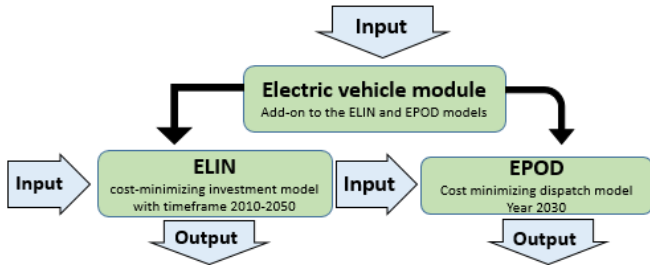 Input
Electric vehicle module
Add-on to the ELIN and EPOD models
Input
ELIN
cost-minimizing investment model
with timeframe 2010-2050
Input
EPOD
Cost minimizing dispatch model
Year 2030
Output
Output